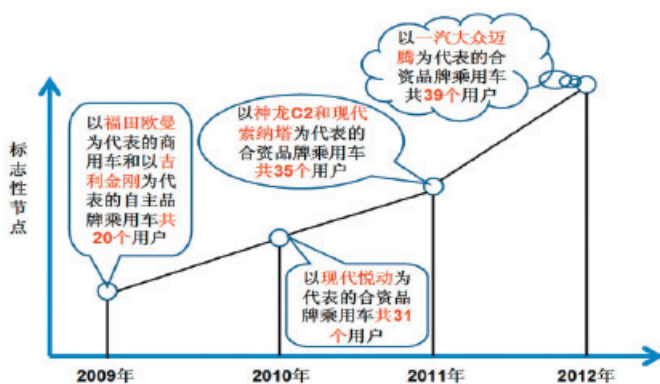 以一汽大众迈
腾为代表的合
资品牌乘用车
共39个用户
以神龙C2和现代
索纳塔为代表的
合资品牌乘用车
共35个用户
以福田欧曼
为代表的商
用车和以吉
利金刚为代
表的自主品
牌乘用车共
20个用户
标志性节点
以现代悦动为
代表的合资品
牌乘用车共31
个用户
2009年
2010年
2011年
2012年